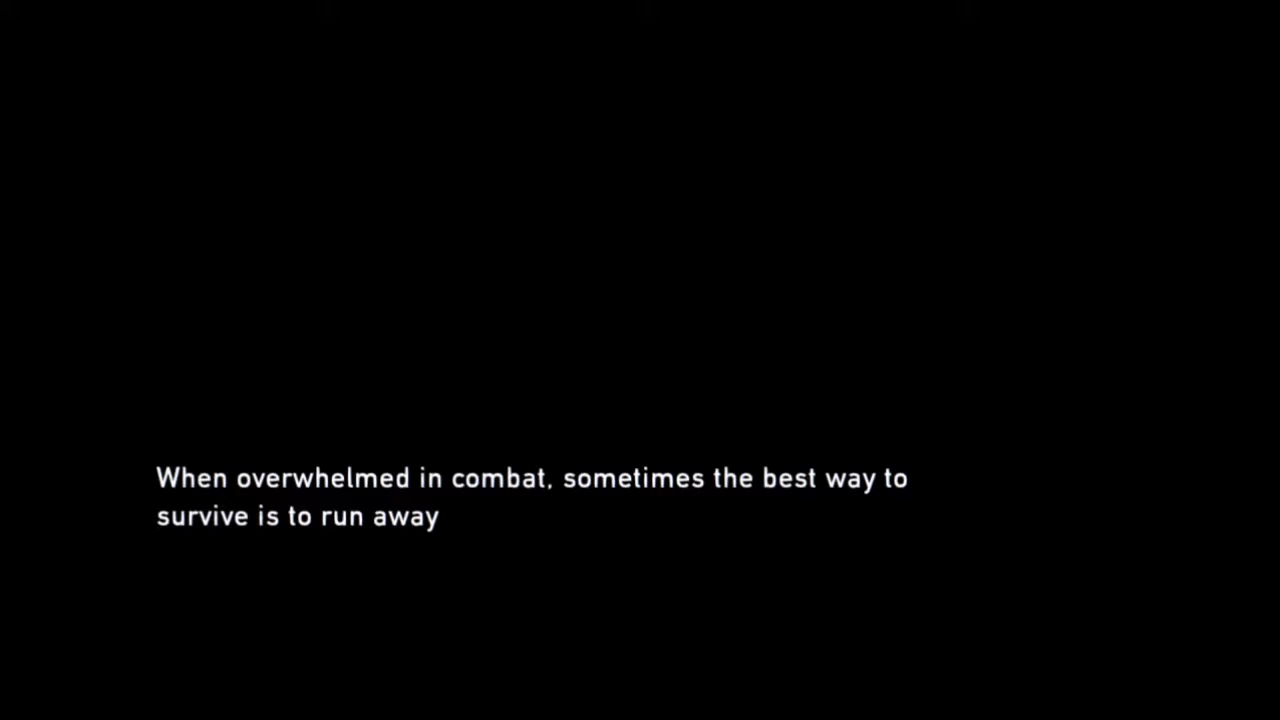 When overwhelmed in combat, sometimes the best way to
survive is to run away